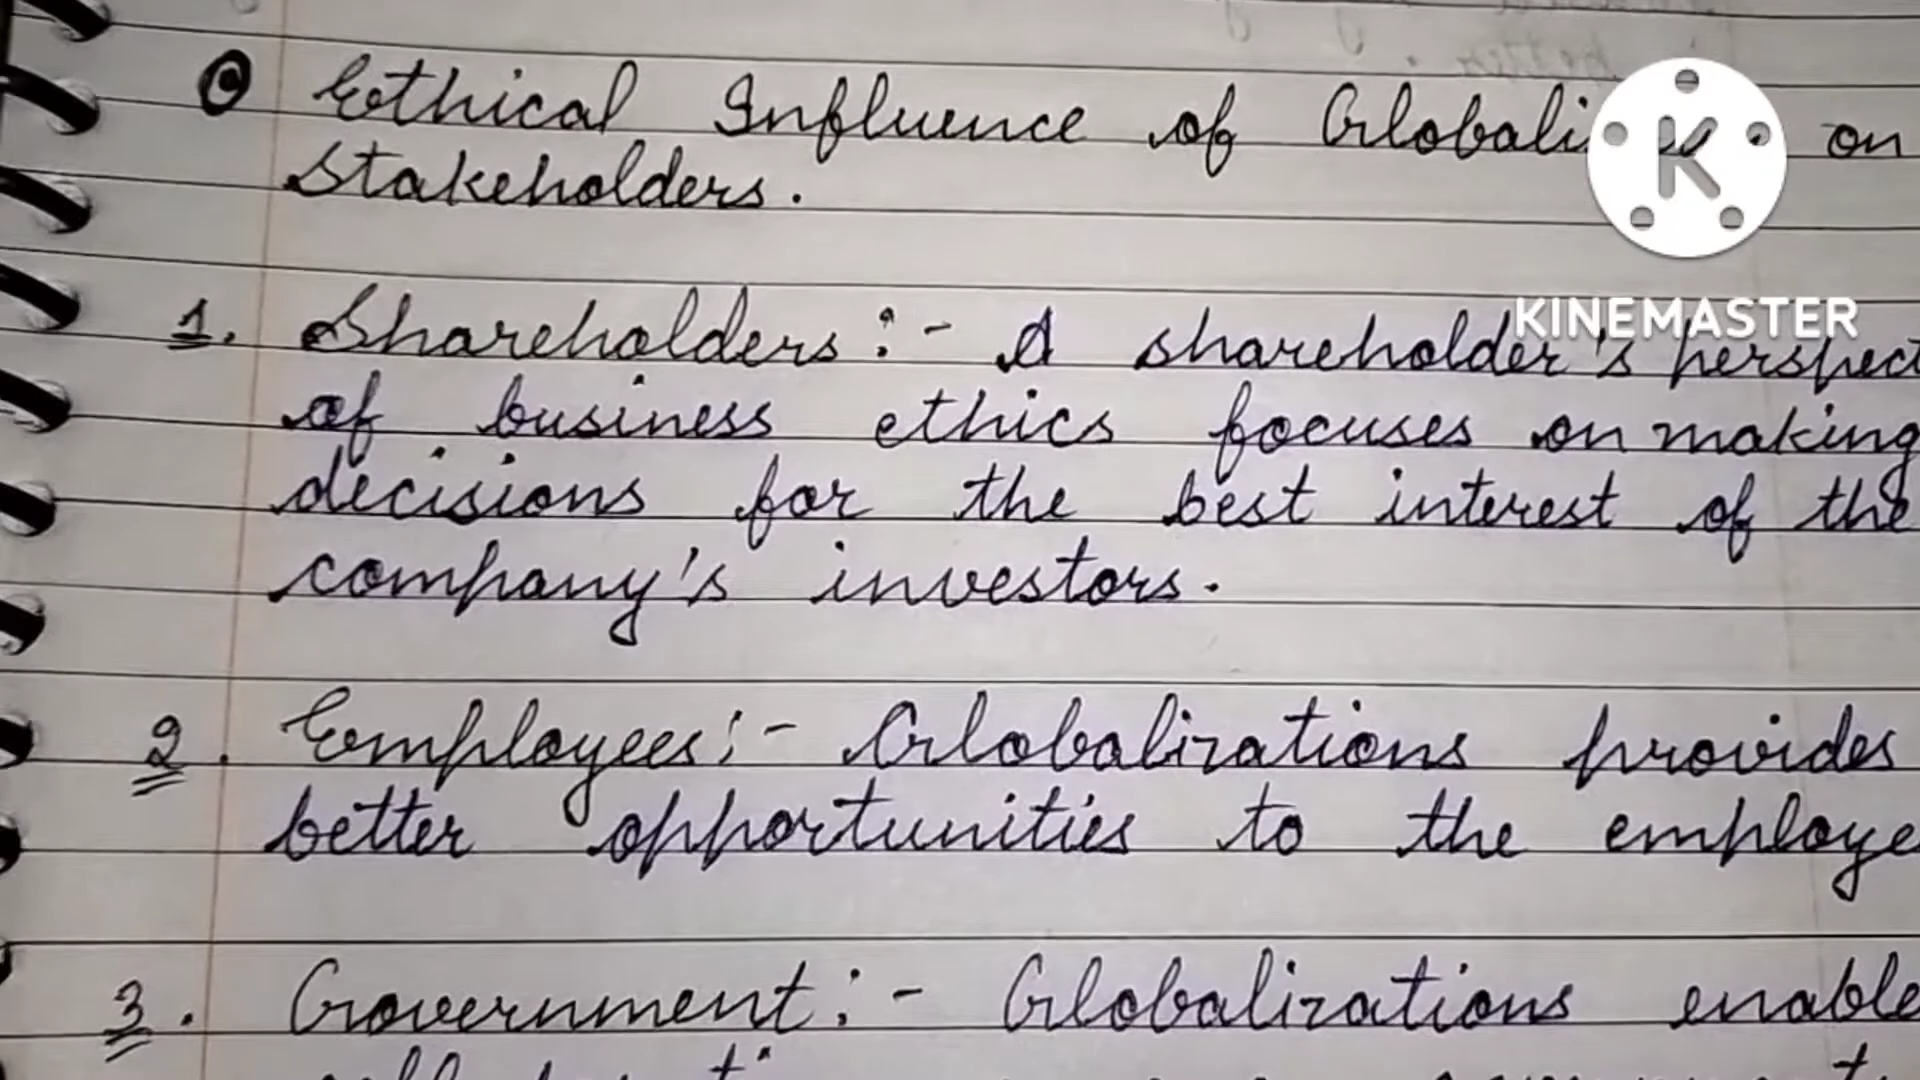 Ethical Influence of Globali on
Stakeholders.
KINEMASTER
1. Shareholders :- A shareholder's perspect
of business ethics focuses on making
decisions for the best interest of the
company's investors.
2. Employees :- Globalizations provides
better opportunities to the employe
3. Government :- Globalizations enable